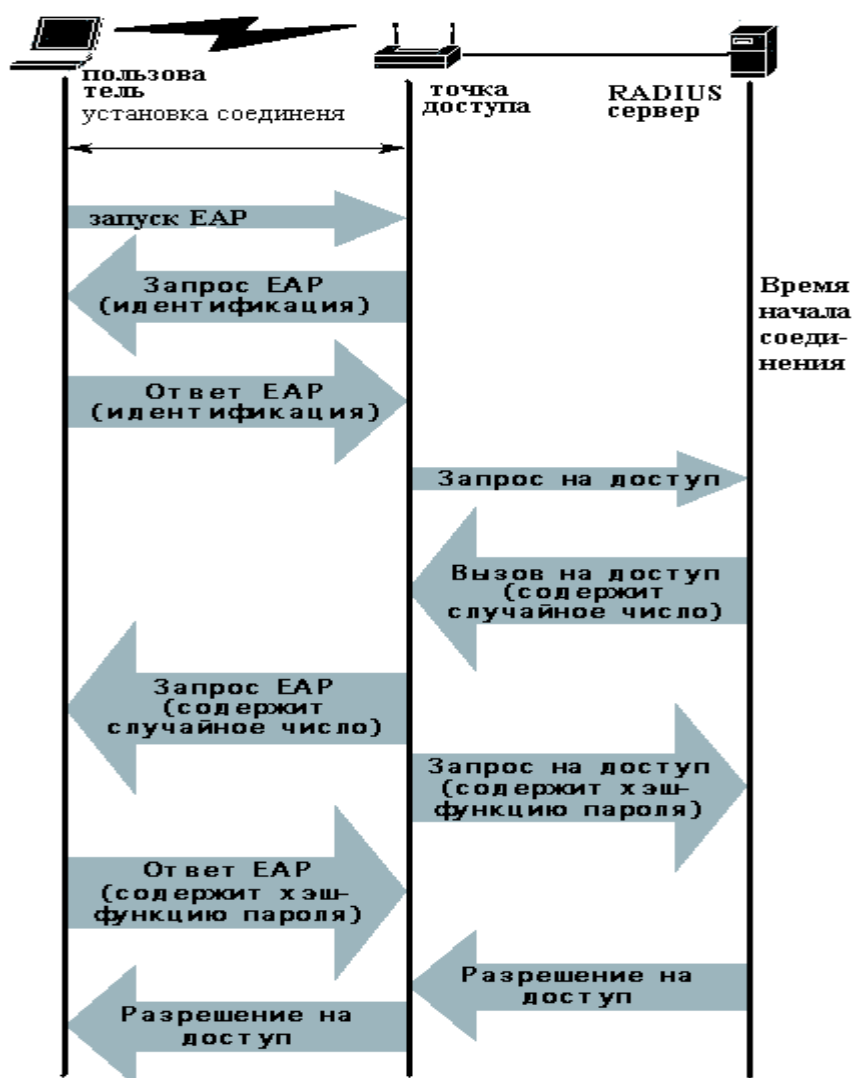 пользова
тель
установка соединеня
точка
доступа
RADIUS
сервер
запуск EAP
Запрос EAP
(идентификация)
Время
начала
соеди-
нения
Ответ EAP
(идентификация)
Запрос на доступ
Вызов на доступ
(содержит
случайное число)
Запрос EAP
(содержит
случайное число)
Запрос на доступ
(содержит хэш-
функцию пароля)
Ответ EAP
(содержит хэш-
функцию пароля)
Разрешение на
доступ
Разрешение на
доступ